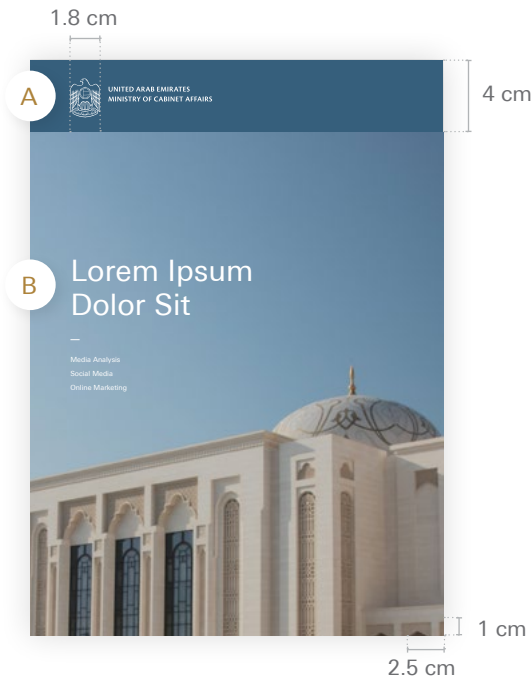 1.8 cm
A
UNITED ARAB EMIRATES
MINISTRY OF CABINET AFFAIRS
4 cm
B
Lorem Ipsum
Dolor Sit
–
Media Analysis
Social Media
Online Marketing
1 cm
2.5 cm